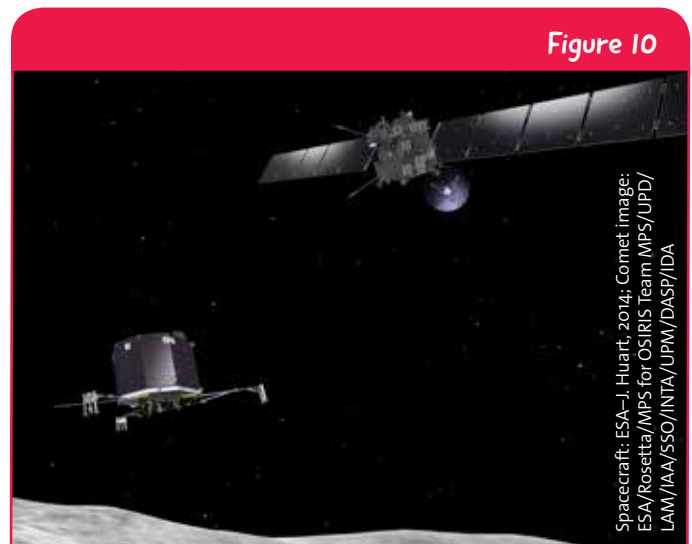 Figure 10
Spacecraft: ESA–J. Huart, 2014; Comet image:
ESA/Rosetta/MPS for OSIRIS Team MPS/UPD/
LAM/IAA/SSO/INTA/UPM/DASP/IDA